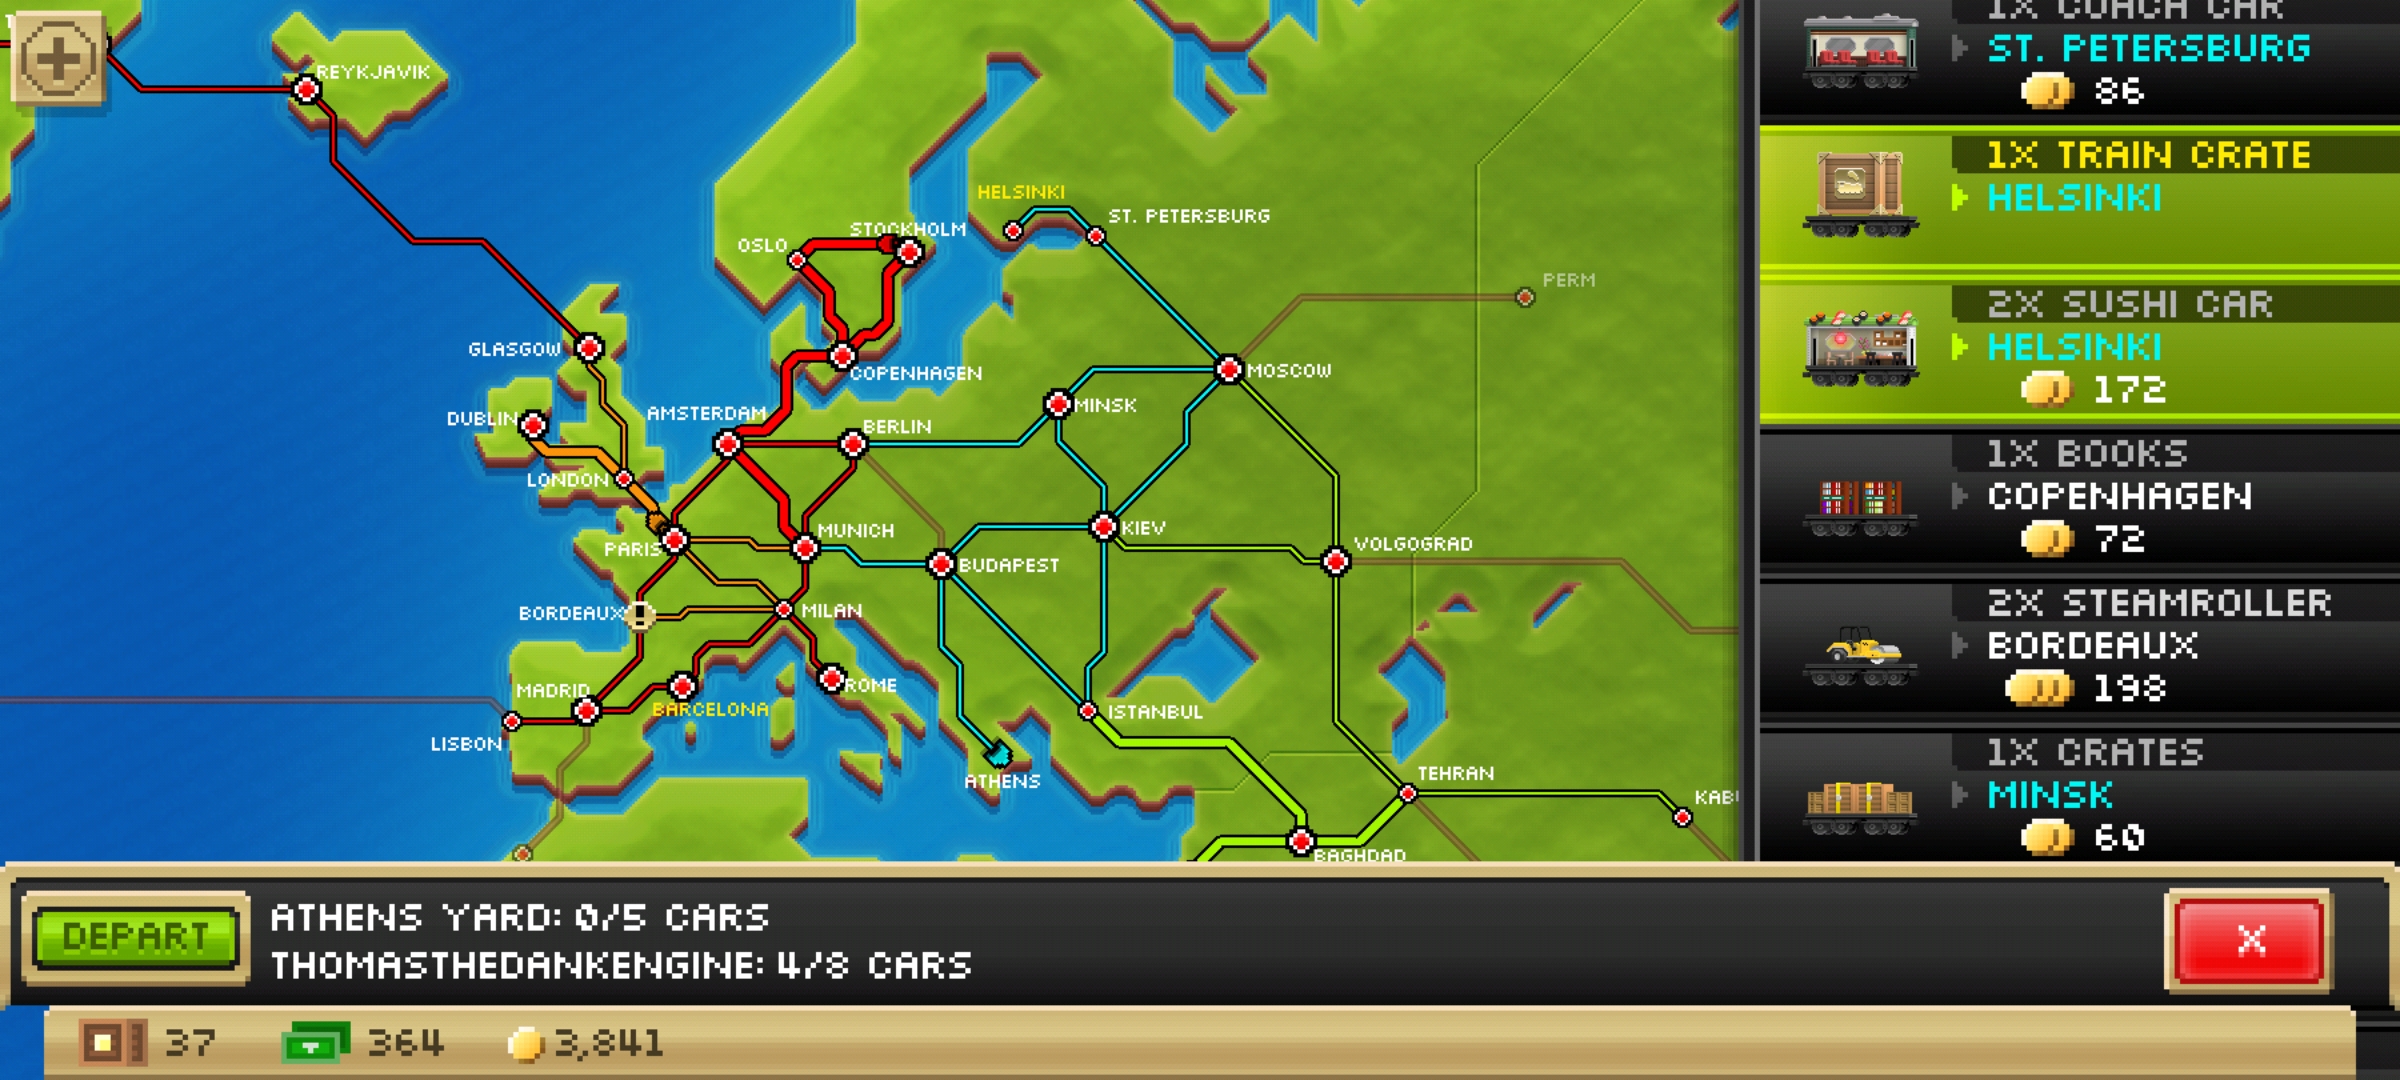 REYKJAVIK
HELSINKI
ST. PETERSBURG
STOCKHOLM
OSLO
PERM
GLASGOW
COPENHAGEN
MOSCOW
AMSTERDAM
MINSK
DUBLIN
BERLIN
LONDON
KIEV
MUNICH
PARIS
VOLGOGRAD
BUDAPEST
BORDEAUX
MILAN
MADRID
ROME
BARCELONA
ISTANBUL
LISBON
ATHENS
TEHRAN
KAB
BAGHDAD
1X COACH CAR
ST. PETERSBURG
86
1X TRAIN CRATE
HELSINKI
2X SUSHI CAR
HELSINKI
172
1X BOOKS
COPENHAGEN
72
2X STEAMROLLER
BORDEAUX
198
1X CRATES
MINSK
60
DEPART
ATHENS YARD: 0/5 CARS
THOMASTHEDANKENGINE: 4/8 CARS
X
37 364 3,841